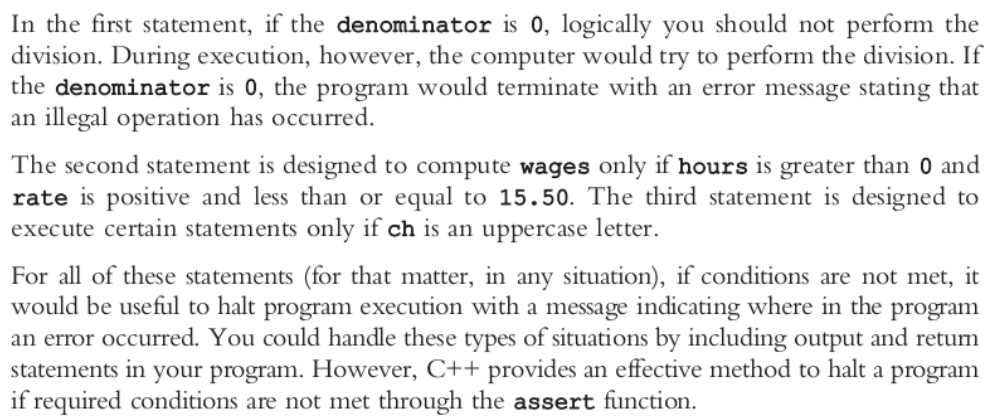 In the first statement, if the denominator is 0, logically you should not perform the
division. During execution, however, the computer would try to perform the division. If
the denominator is 0, the program would terminate with an error message stating that
an illegal operation has occurred.
The second statement is designed to compute wages only if hours is greater than 0 and
rate is positive and less than or equal to 15.50. The third statement is designed to
execute certain statements only if ch is an uppercase letter.
For all of these statements (for that matter, in any situation), if conditions are not met, it
would be useful to halt program execution with a message indicating where in the program
an error occurred. You could handle these types of situations by including output and return
statements in your program. However, C++ provides an effective method to halt a program
if required conditions are not met through the assert function.